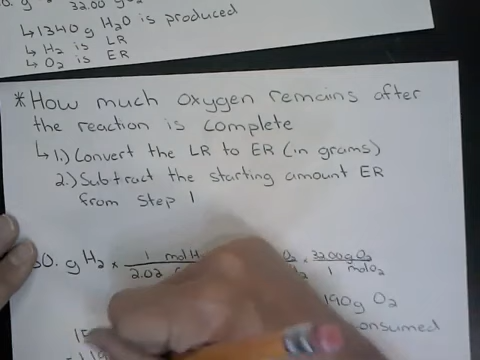 32.00 g
↳ 1340 g H₂O is produced
↳ H₂ is LR
↳ O₂ is ER
* How much oxygen remains after
the reaction is complete
↳ 1.) Convert the LR to ER (in grams)
2.) Subtract the starting amount ER
from Step 1
0. g H₂ × 1 mol H / 2.02 × 32.00 g O₂ / 1 mol O₂
190 g O₂
onsumed